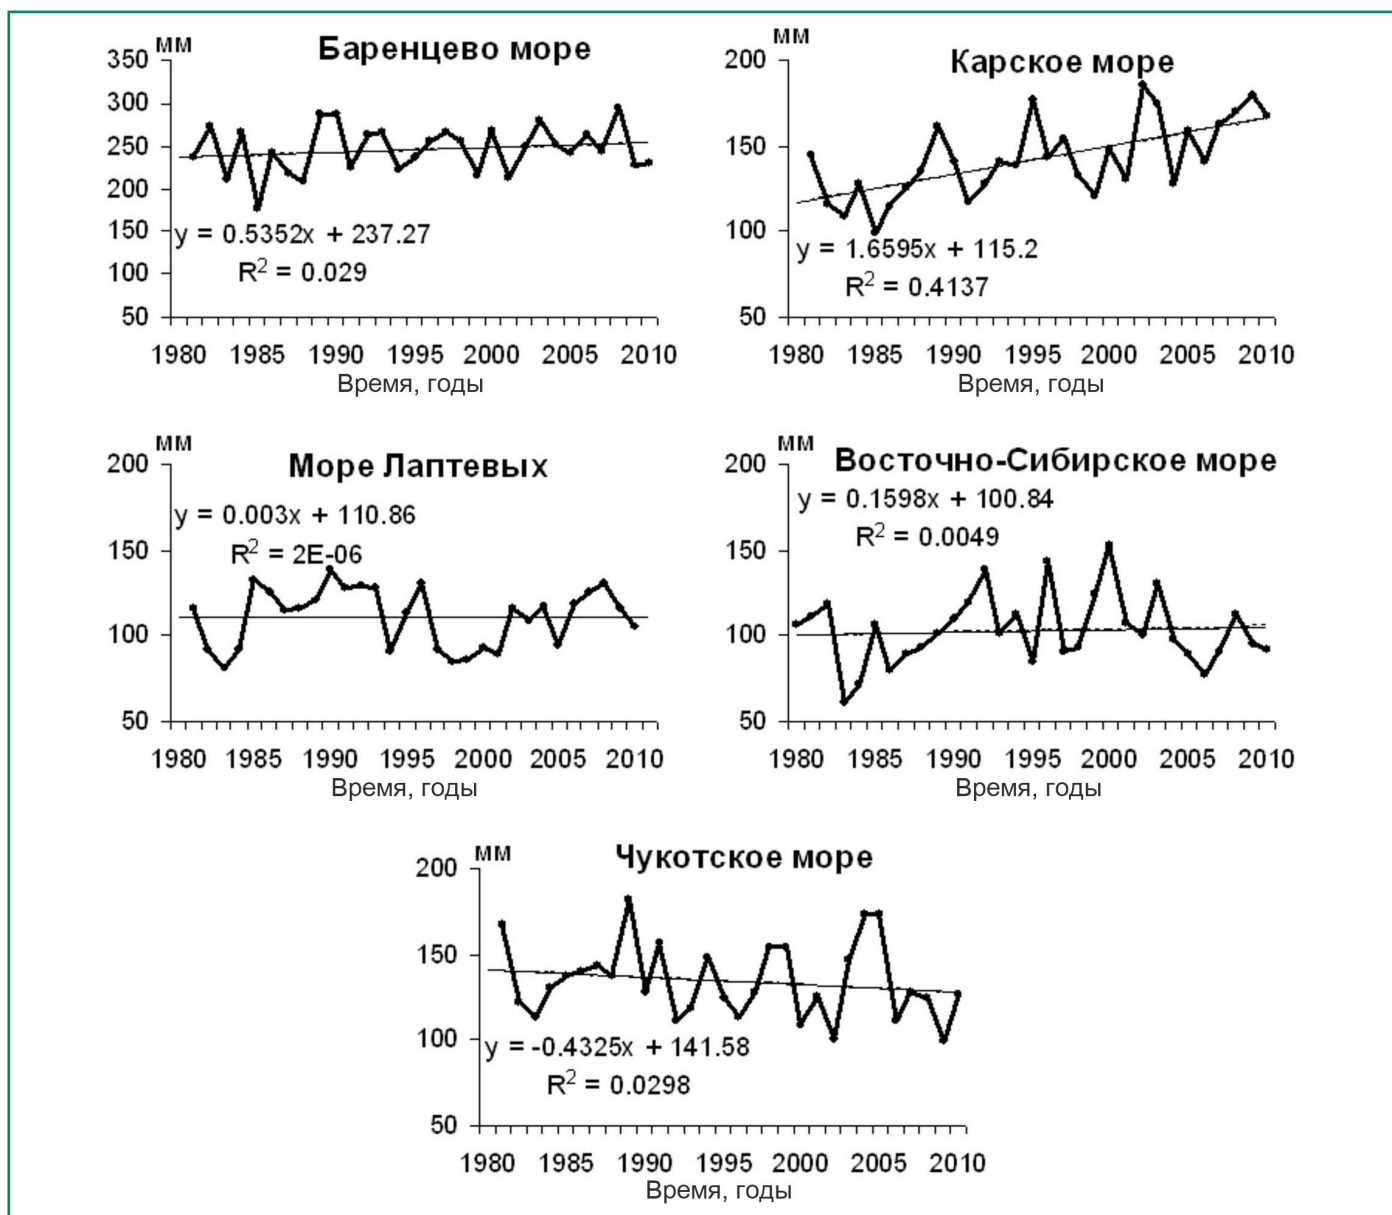 мм
Баренцево море
350
300
250
200
150
100
50
y = 0.5352x + 237.27
R² = 0.029
1980 1985 1990 1995 2000 2005 2010
Время, годы
мм
Карское море
200
150
100
50
y = 1.6595x + 115.2
R² = 0.4137
1980 1985 1990 1995 2000 2005 2010
Время, годы
мм
Море Лаптевых
200
150
100
50
y = 0.003x + 110.86
R² = 2E-06
1980 1985 1990 1995 2000 2005 2010
Время, годы
мм
Восточно-Сибирское море
200
150
100
50
y = 0.1598x + 100.84
R² = 0.0049
1980 1985 1990 1995 2000 2005 2010
Время, годы
мм
Чукотское море
200
150
100
50
y = -0.4325x + 141.58
R² = 0.0298
1980 1985 1990 1995 2000 2005 2010
Время, годы